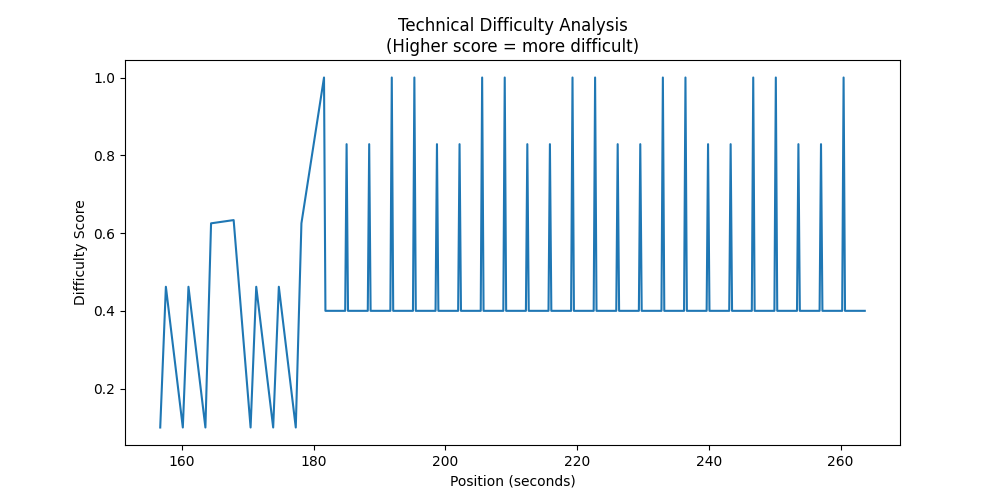 Technical Difficulty Analysis
(Higher score = more difficult)
Difficulty Score
1.0
0.8
0.6
0.4
0.2
160 180 200 220 240 260
Position (seconds)